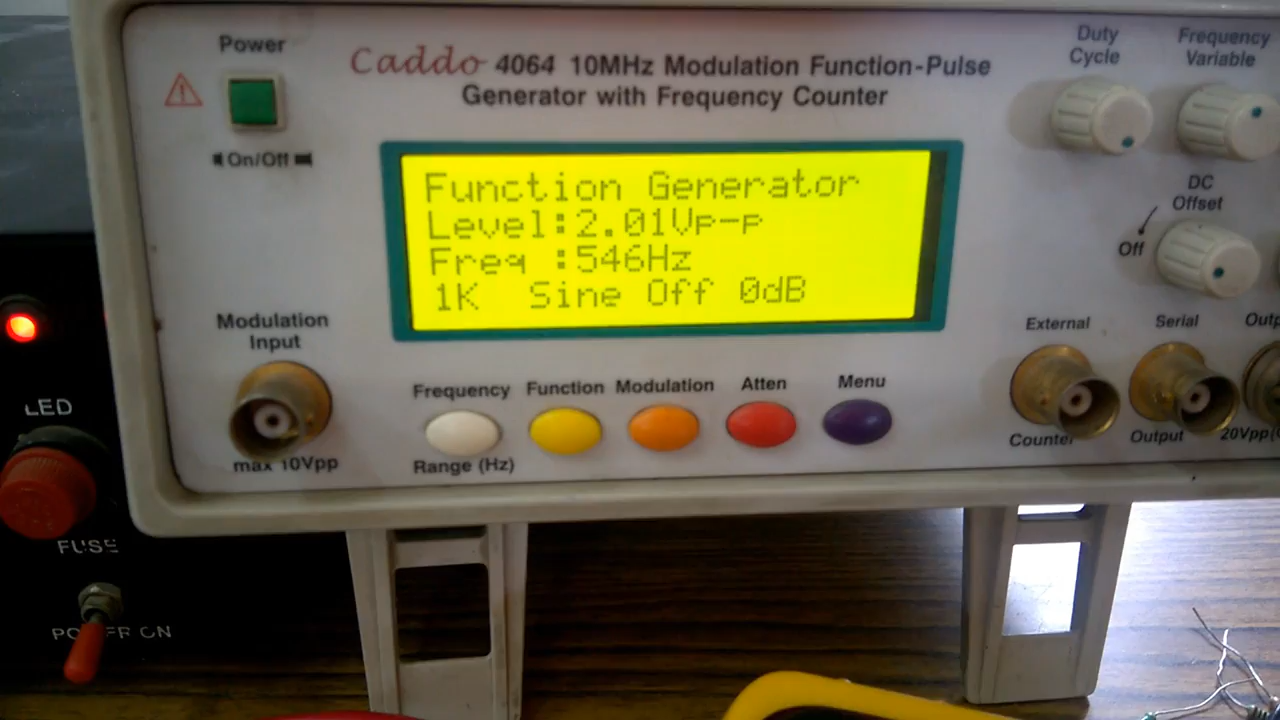 Power
On/Off
Caddo 4064 10MHz Modulation Function-Pulse
Generator with Frequency Counter
Duty
Cycle
Frequency
Variable
DC
Offset
Off
Function Generator
Level:2.01Vp-p
Freq :546Hz
1K Sine Off 0dB
Modulation
Input
max 10Vpp
Frequency
Range (Hz)
Function
Modulation
Atten
Menu
External
Counter
Serial
Output
20Vpp
LED
FUSE
POWER ON